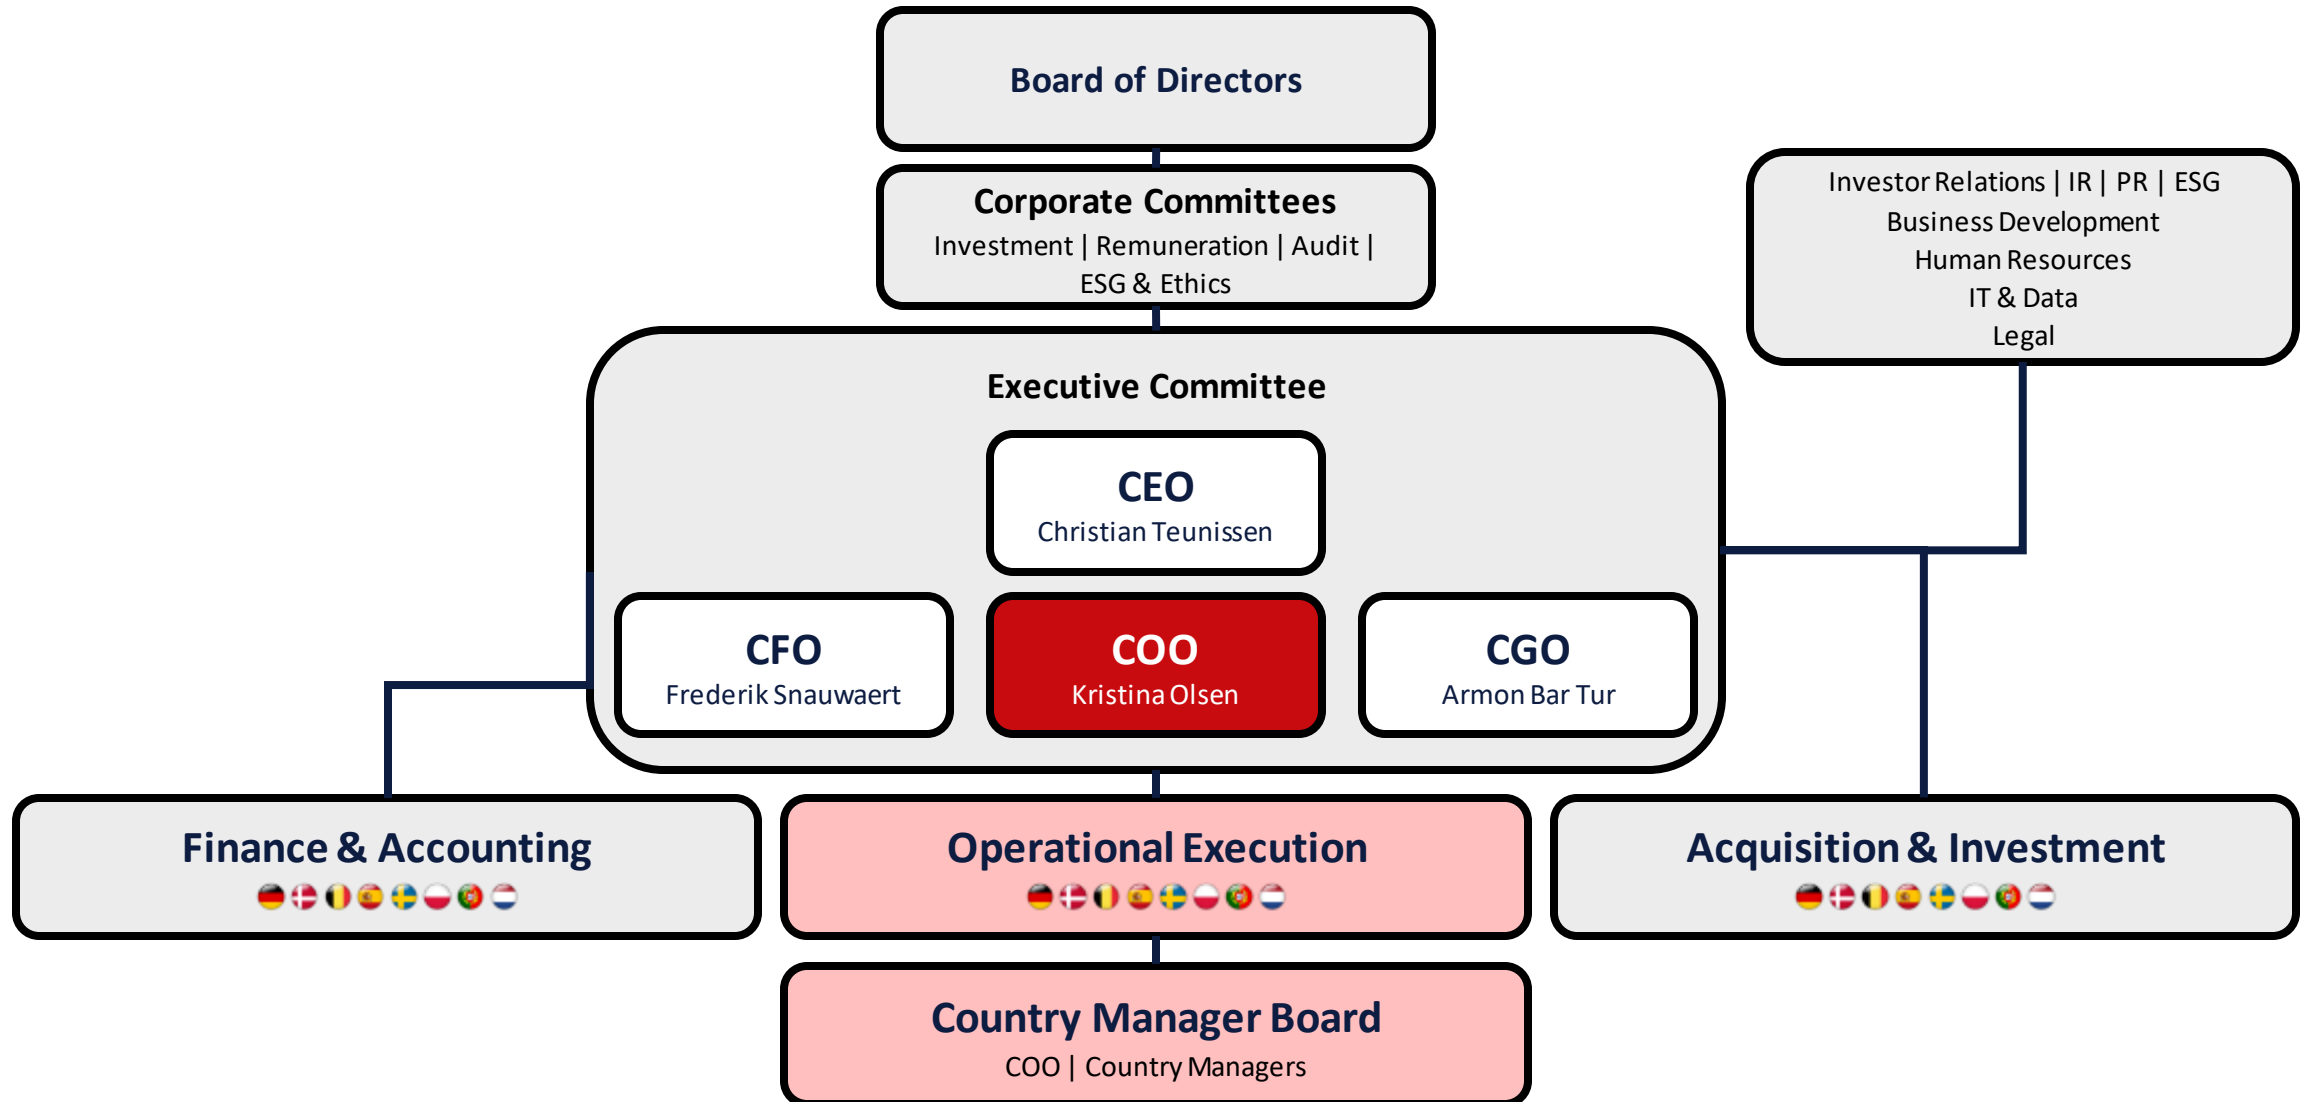 Board of Directors
Corporate Committees
Investment | Remuneration | Audit |
ESG & Ethics
Investor Relations | IR | PR | ESG
Business Development
Human Resources
IT & Data
Legal
Executive Committee
CEO
Christian Teunissen
CFO
Frederik Snauwaert
COO
Kristina Olsen
CGO
Armon Bar Tur
Finance & Accounting
Operational Execution
Acquisition & Investment
Country Manager Board
COO | Country Managers